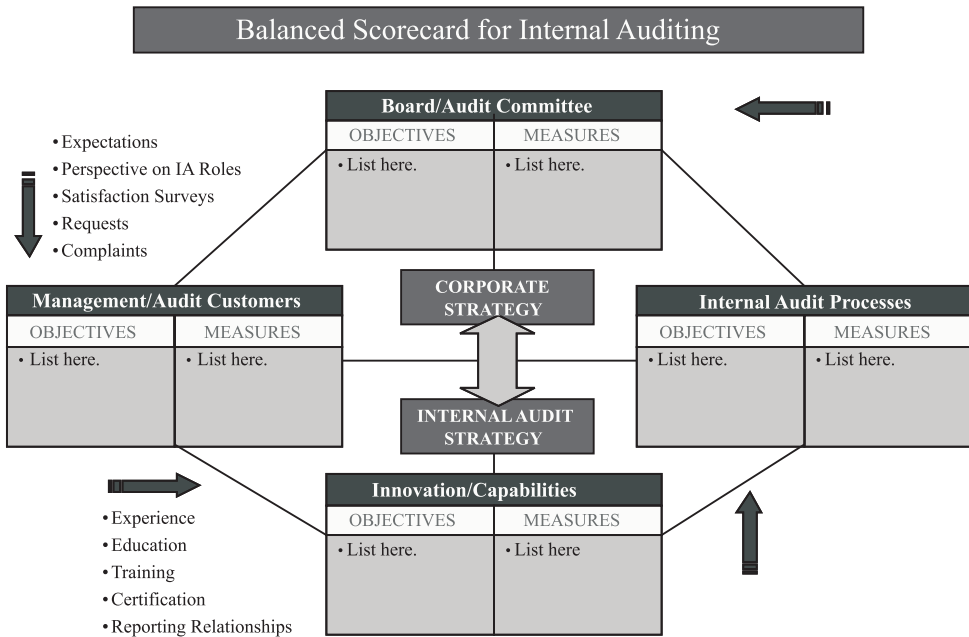 Balanced Scorecard for Internal Auditing
Board/Audit Committee
OBJECTIVES
MEASURES
• List here.
• List here.
• Expectations
• Perspective on IA Roles
• Satisfaction Surveys
• Requests
• Complaints
CORPORATE
STRATEGY
Management/Audit Customers
OBJECTIVES
MEASURES
• List here.
• List here.
Internal Audit Processes
OBJECTIVES
MEASURES
• List here.
• List here.
INTERNAL AUDIT
STRATEGY
Innovation/Capabilities
OBJECTIVES
MEASURES
• List here.
• List here
• Experience
• Education
• Training
• Certification
• Reporting Relationships